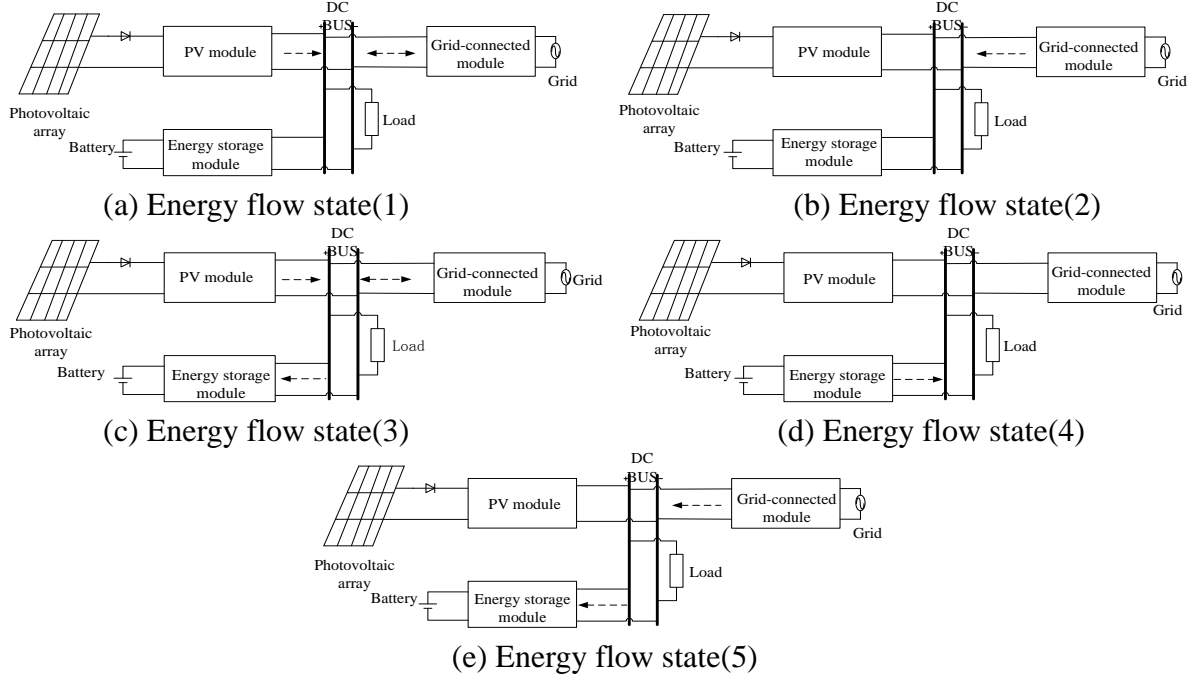 DC
+BUS-
PV module
Grid-connected
module
Grid
Photovoltaic
array
Load
Battery
Energy storage
module
(a) Energy flow state(1)
DC
+BUS-
PV module
Grid-connected
module
Grid
Photovoltaic
array
Load
Battery
Energy storage
module
(b) Energy flow state(2)
DC
+BUS-
PV module
Grid-connected
module
Grid
Photovoltaic
array
Load
Battery
Energy storage
module
(c) Energy flow state(3)
DC
+BUS-
PV module
Grid-connected
module
Grid
Photovoltaic
array
Load
Battery
Energy storage
module
(d) Energy flow state(4)
DC
+BUS-
PV module
Grid-connected
module
Grid
Photovoltaic
array
Load
Battery
Energy storage
module
(e) Energy flow state(5)